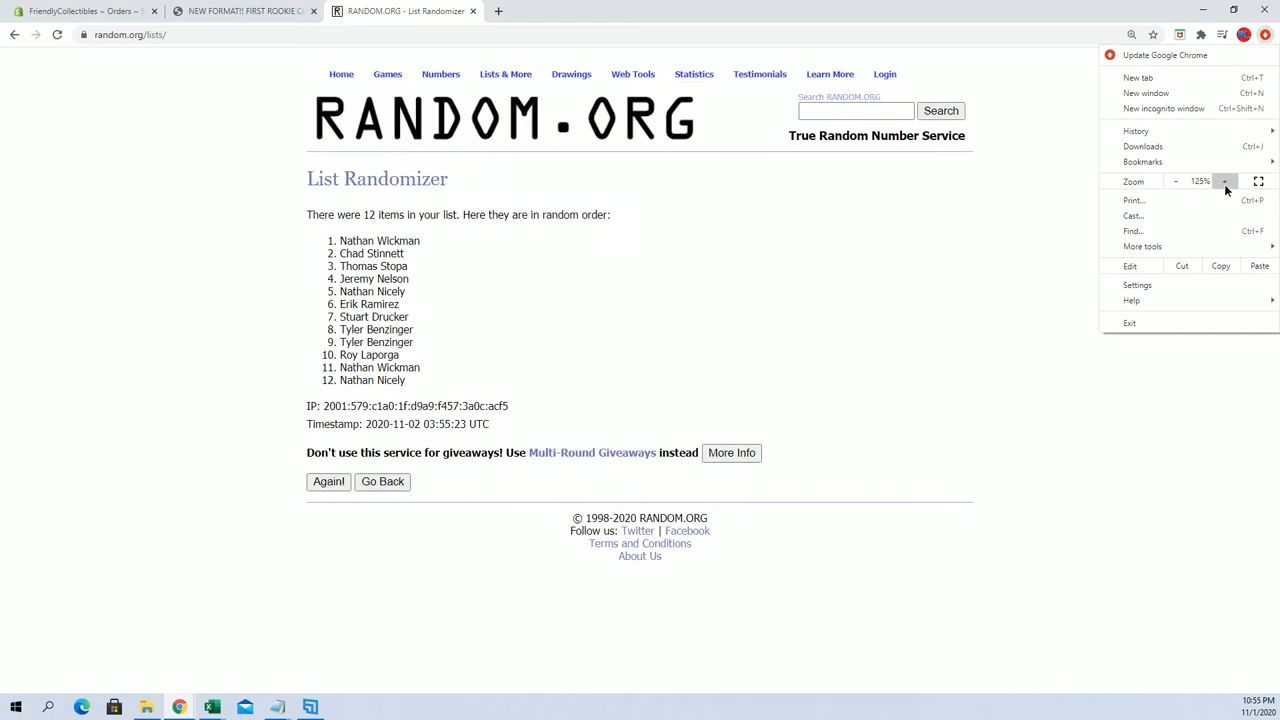 FriendlyCollectibles ~ Orders ~ S
NEW FORMAT!! FIRST ROOKIE C
RANDOM.ORG - List Randomizer
random.org/lists/
Update Google Chrome
New tab Ctrl+T
New window Ctrl+N
New incognito window Ctrl+Shift+N
History
Downloads Ctrl+J
Bookmarks
Zoom - 125% +
Print... Ctrl+P
Cast...
Find... Ctrl+F
More tools
Edit Cut Copy Paste
Settings
Help
Exit
Home Games Numbers Lists & More Drawings Web Tools Statistics Testimonials Learn More Login
RANDOM.ORG
Search RANDOM.ORG
Search
True Random Number Service
List Randomizer
There were 12 items in your list. Here they are in random order:
1. Nathan Wickman
2. Chad Stinnett
3. Thomas Stopa
4. Jeremy Nelson
5. Nathan Nicely
6. Erik Ramirez
7. Stuart Drucker
8. Tyler Benzinger
9. Tyler Benzinger
10. Roy Laporga
11. Nathan Wickman
12. Nathan Nicely
IP: 2001:579:c1a0:1f:d9a9:f457:3a0c:acf5
Timestamp: 2020-11-02 03:55:23 UTC
Don't use this service for giveaways! Use Multi-Round Giveaways instead More Info
Again! Go Back
© 1998-2020 RANDOM.ORG
Follow us: Twitter | Facebook
Terms and Conditions
About Us
10:55 PM
11/1/2020